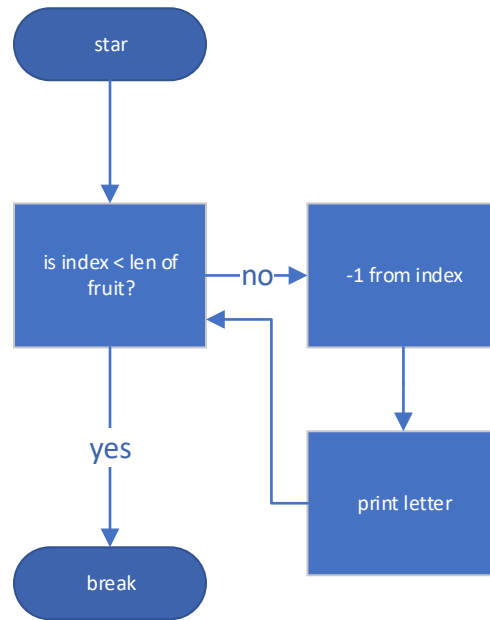 star
is index < len of
fruit?
no
-1 from index
yes
print letter
break